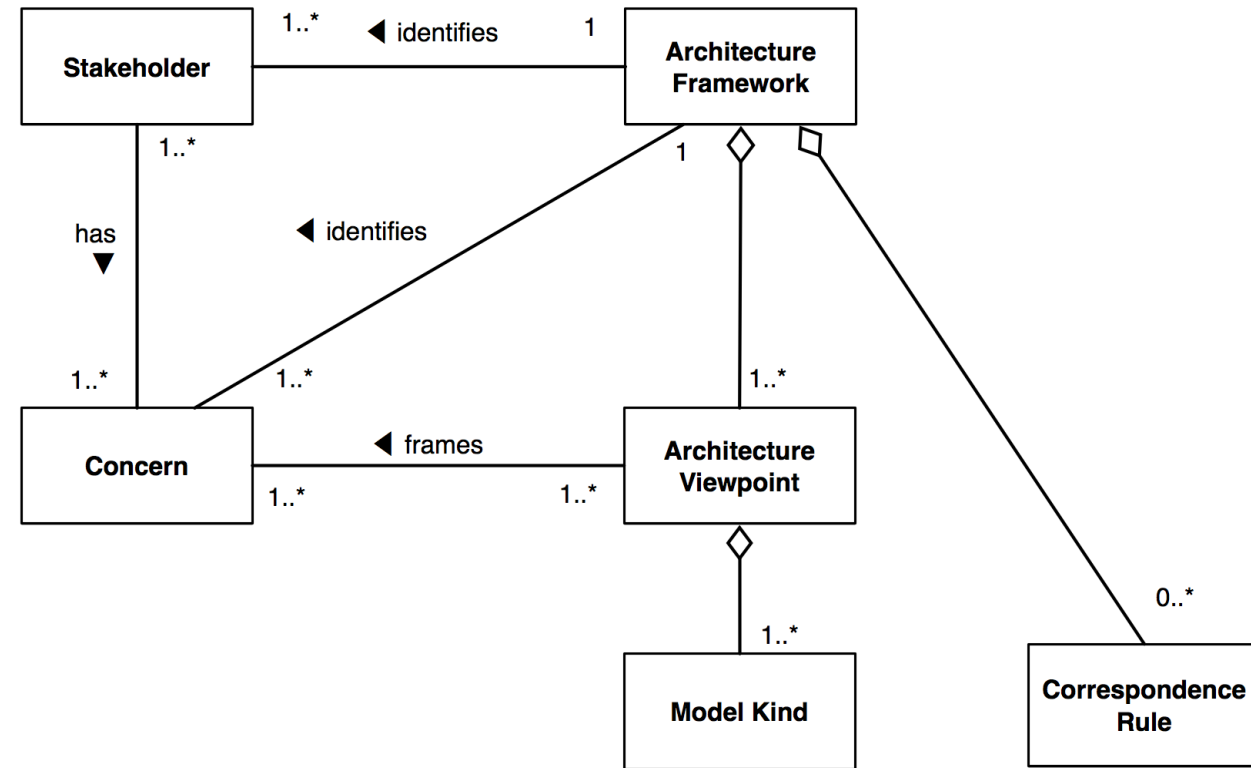 1..*
◀ identifies
1
Stakeholder
Architecture
Framework
1..*
1
has
▼
◀ identifies
1..*
1..*
1..*
Concern
◀ frames
Architecture
Viewpoint
1..*
1..*
0..*
1..*
Model Kind
Correspondence
Rule